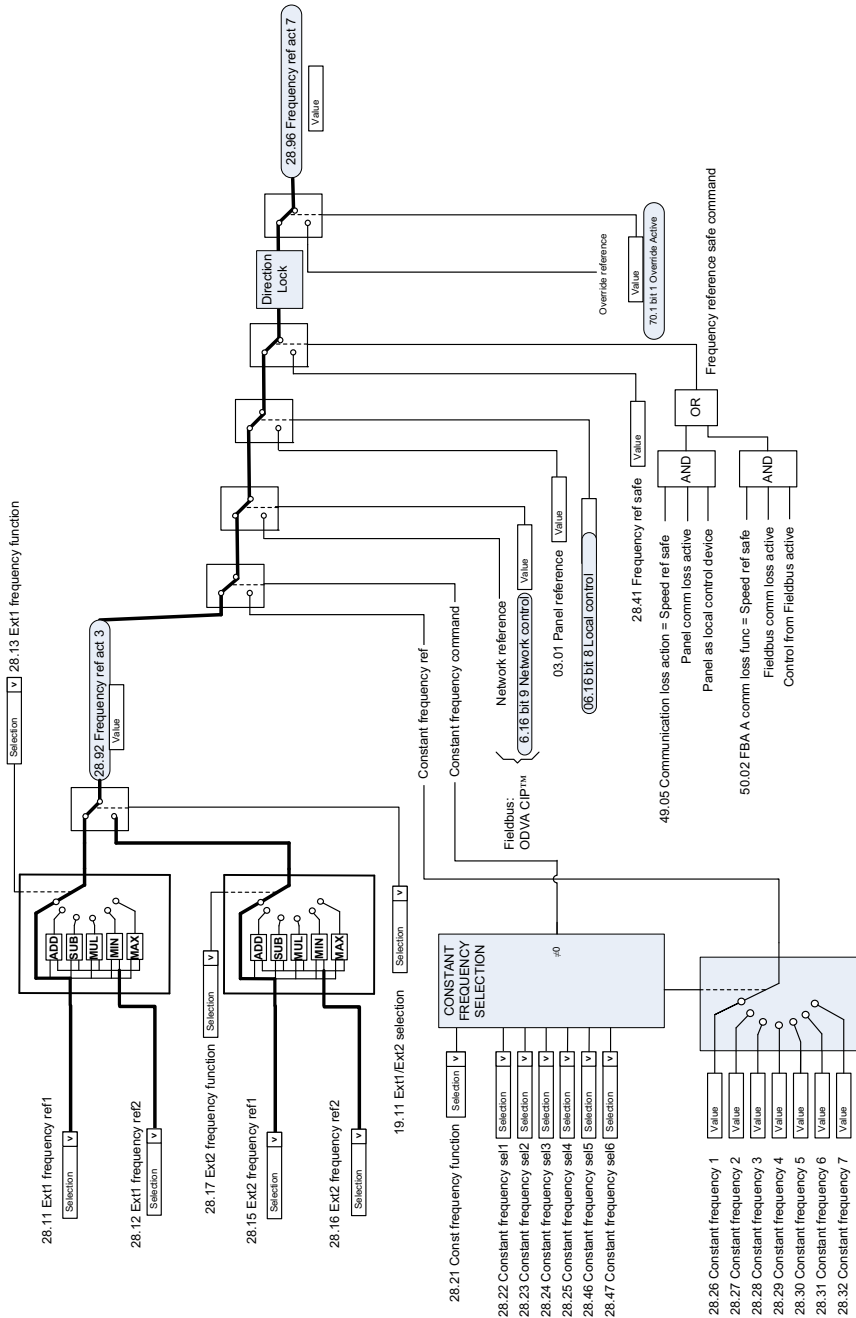 28.11 Ext1 frequency ref1
Selection
v
28.12 Ext1 frequency ref2
Selection
v
ADD
SUB
MUL
MIN
MAX
Selection
v
28.13 Ext1 frequency function
28.17 Ext2 frequency function
Selection
v
28.15 Ext2 frequency ref1
Selection
v
28.16 Ext2 frequency ref2
Selection
v
ADD
SUB
MUL
MIN
MAX
19.11 Ext1/Ext2 selection
Selection
v
28.92 Frequency ref act 3
Value
28.21 Const frequency function
Selection
v
28.22 Constant frequency sel1
Selection
v
28.23 Constant frequency sel2
Selection
v
28.24 Constant frequency sel3
Selection
v
28.25 Constant frequency sel4
Selection
v
28.46 Constant frequency sel5
Selection
v
28.47 Constant frequency sel6
Selection
v
CONSTANT
FREQUENCY
SELECTION
≠0
28.26 Constant frequency 1
Value
28.27 Constant frequency 2
Value
28.28 Constant frequency 3
Value
28.29 Constant frequency 4
Value
28.30 Constant frequency 5
Value
28.31 Constant frequency 6
Value
28.32 Constant frequency 7
Value
Constant frequency ref
Constant frequency command
Fieldbus:
ODVA CIP™
Network reference
6.16 bit 9 Network control
Value
03.01 Panel reference
Value
06.16 bit 8 Local control
28.41 Frequency ref safe
Value
49.05 Communication loss action = Speed ref safe
Panel comm loss active
Panel as local control device
AND
50.02 FBA A comm loss func = Speed ref safe
Fieldbus comm loss active
Control from Fieldbus active
AND
OR
Frequency reference safe command
Direction
Lock
Override reference
Value
70.1 bit 1 Override Active
28.96 Frequency ref act 7
Value